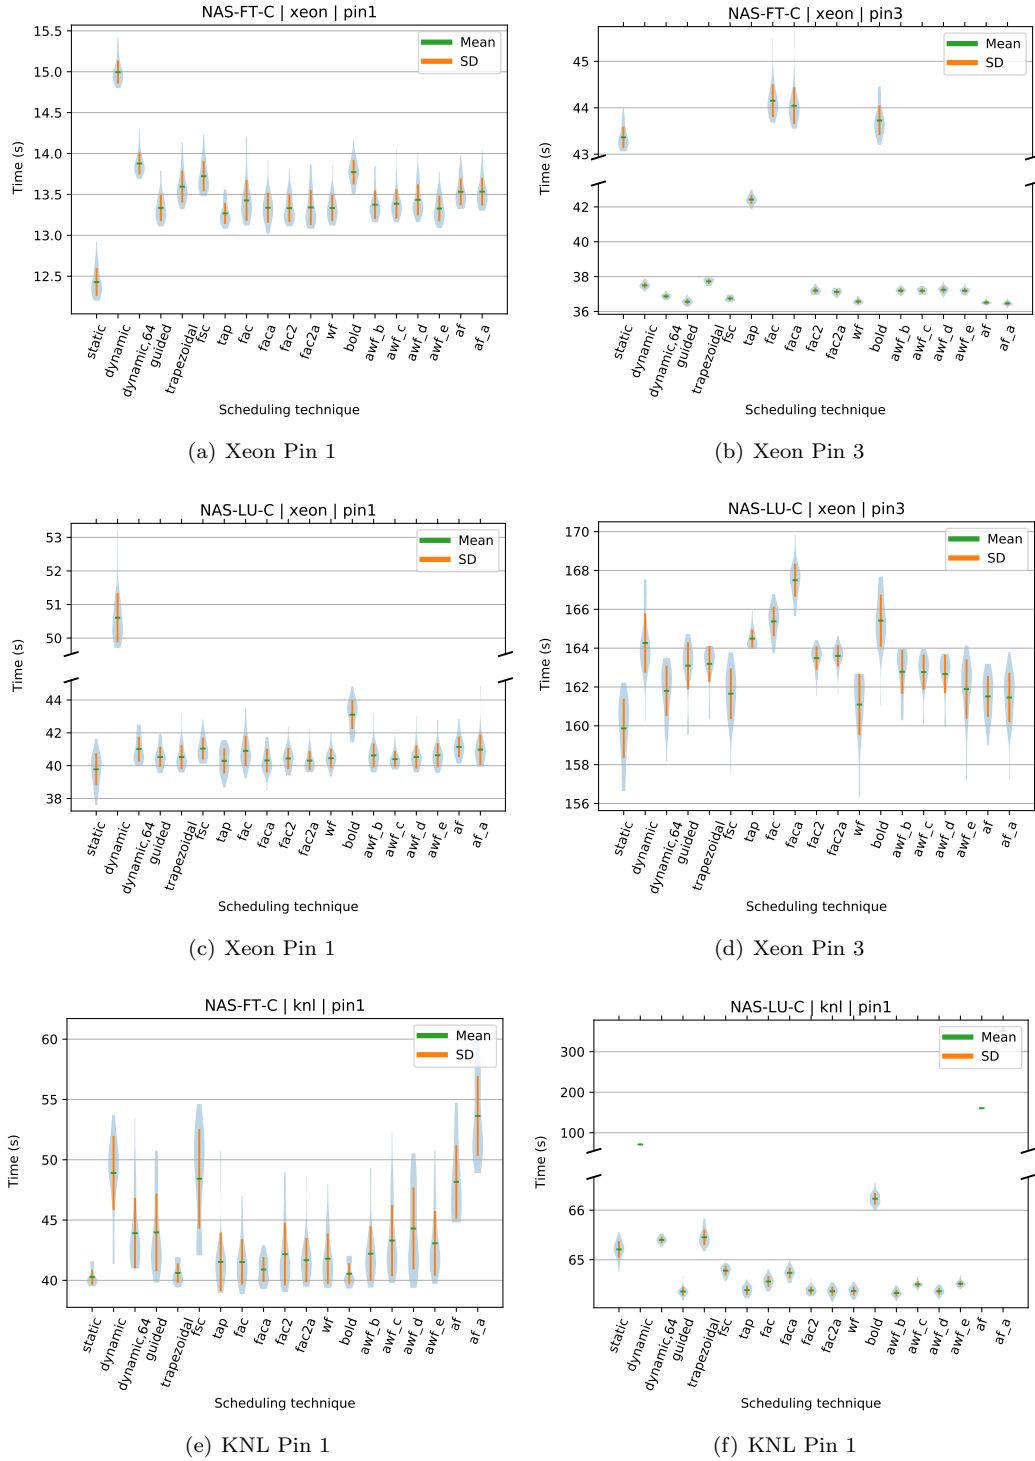 NAS-FT-C | xeon | pin1
15.5
15.0
14.5
14.0
13.5
13.0
12.5
Time (s)
Mean
SD
static
dynamic
dynamic,64
guided
trapezoidal
fsc
tap
fac
faca
fac2
fac2a
wf
bold
awf_b
awf_c
awf_d
awf_e
af
af_a
Scheduling technique
(a) Xeon Pin 1
NAS-FT-C | xeon | pin3
45
44
43
42
40
38
36
Time (s)
Mean
SD
static
dynamic
dynamic,64
guided
trapezoidal
fsc
tap
fac
faca
fac2
fac2a
wf
bold
awf_b
awf_c
awf_d
awf_e
af
af_a
Scheduling technique
(b) Xeon Pin 3
NAS-LU-C | xeon | pin1
53
52
51
50
44
42
40
38
Time (s)
Mean
SD
static
dynamic
dynamic,64
guided
trapezoidal
fsc
tap
fac
faca
fac2
fac2a
wf
bold
awf_b
awf_c
awf_d
awf_e
af
af_a
Scheduling technique
(c) Xeon Pin 1
NAS-LU-C | xeon | pin3
170
168
166
164
162
160
158
156
Time (s)
Mean
SD
static
dynamic
dynamic,64
guided
trapezoidal
fsc
tap
fac
faca
fac2
fac2a
wf
bold
awf_b
awf_c
awf_d
awf_e
af
af_a
Scheduling technique
(d) Xeon Pin 3
NAS-FT-C | knl | pin1
60
55
50
45
40
Time (s)
Mean
SD
static
dynamic
dynamic,64
guided
trapezoidal
fsc
tap
fac
faca
fac2
fac2a
wf
bold
awf_b
awf_c
awf_d
awf_e
af
af_a
Scheduling technique
(e) KNL Pin 1
NAS-LU-C | knl | pin1
300
200
100
66
65
Time (s)
Mean
SD
static
dynamic
dynamic,64
guided
trapezoidal
fsc
tap
fac
faca
fac2
fac2a
wf
bold
awf_b
awf_c
awf_d
awf_e
af
af_a
Scheduling technique
(f) KNL Pin 1